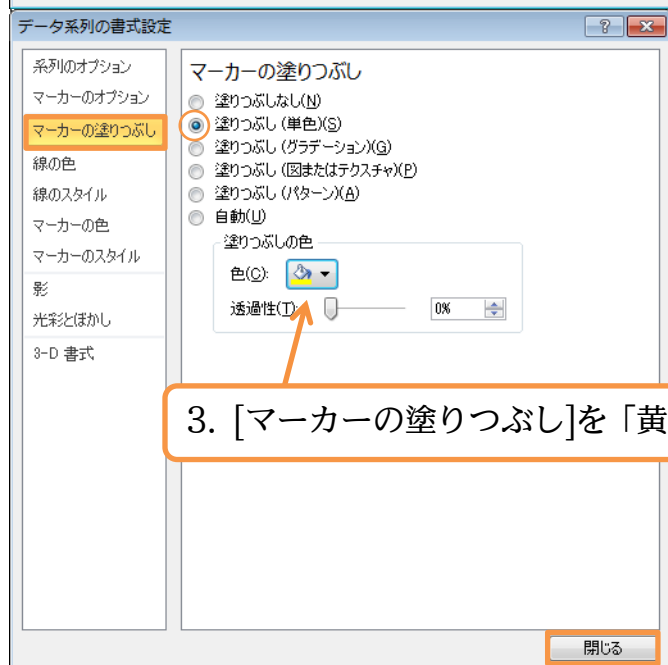 データ系列の書式設定
系列のオプション
マーカーのオプション
マーカーの塗りつぶし
線の色
線のスタイル
マーカーの色
マーカーのスタイル
影
光彩とぼかし
3-D 書式
マーカーの塗りつぶし
塗りつぶしなし(N)
塗りつぶし (単色)(S)
塗りつぶし (グラデーション)(G)
塗りつぶし (図またはテクスチャ)(P)
塗りつぶし (パターン)(A)
自動(U)
塗りつぶしの色
色(C):
透過性(T): 0%
3. [マーカーの塗りつぶし]を「黄
閉じる